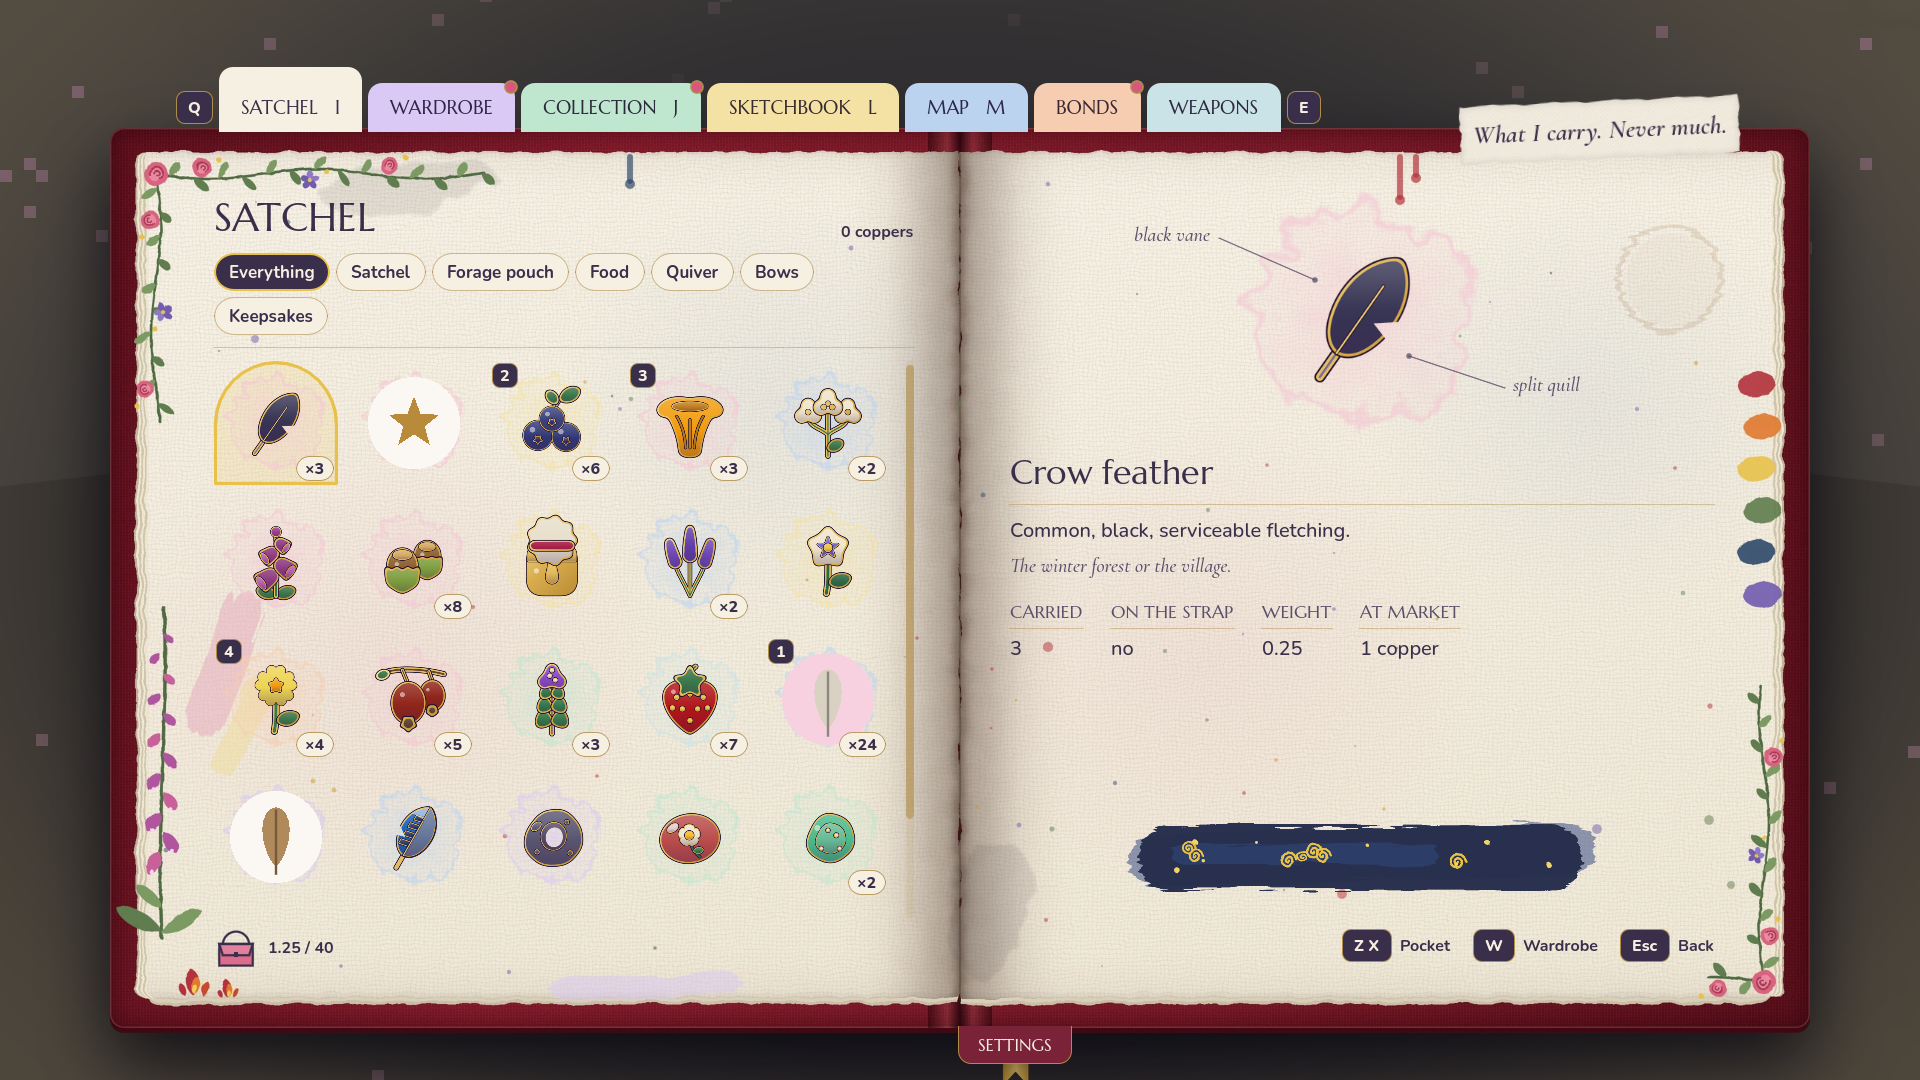 Q
SATCHEL I
WARDROBE
COLLECTION J
SKETCHBOOK L
MAP M
BONDS
WEAPONS
E
What I carry. Never much.
SATCHEL
0 coppers
Everything
Satchel
Forage pouch
Food
Quiver
Bows
Keepsakes
×3
2
×6
3
×3
×2
×8
×2
4
×4
×5
×3
×7
1
×24
×2
1.25 / 40
black vane
split quill
Crow feather
Common, black, serviceable fletching.
The winter forest or the village.
CARRIED ON THE STRAP WEIGHT AT MARKET
3 no 0.25 1 copper
Z X Pocket
W Wardrobe
Esc Back
SETTINGS